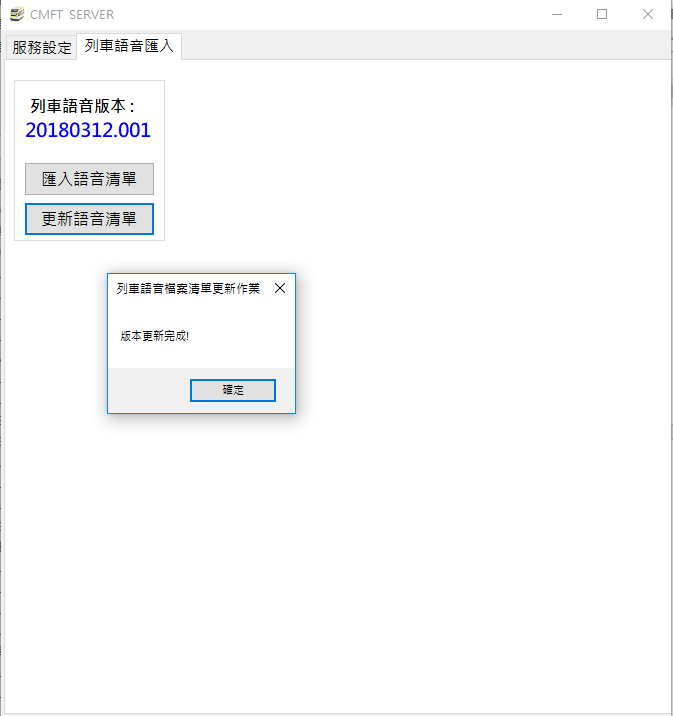 CMFT SERVER
服務設定 列車語音匯入
列車語音版本 :
20180312.001
匯入語音清單
更新語音清單
列車語音檔案清單更新作業
版本更新完成!
確定